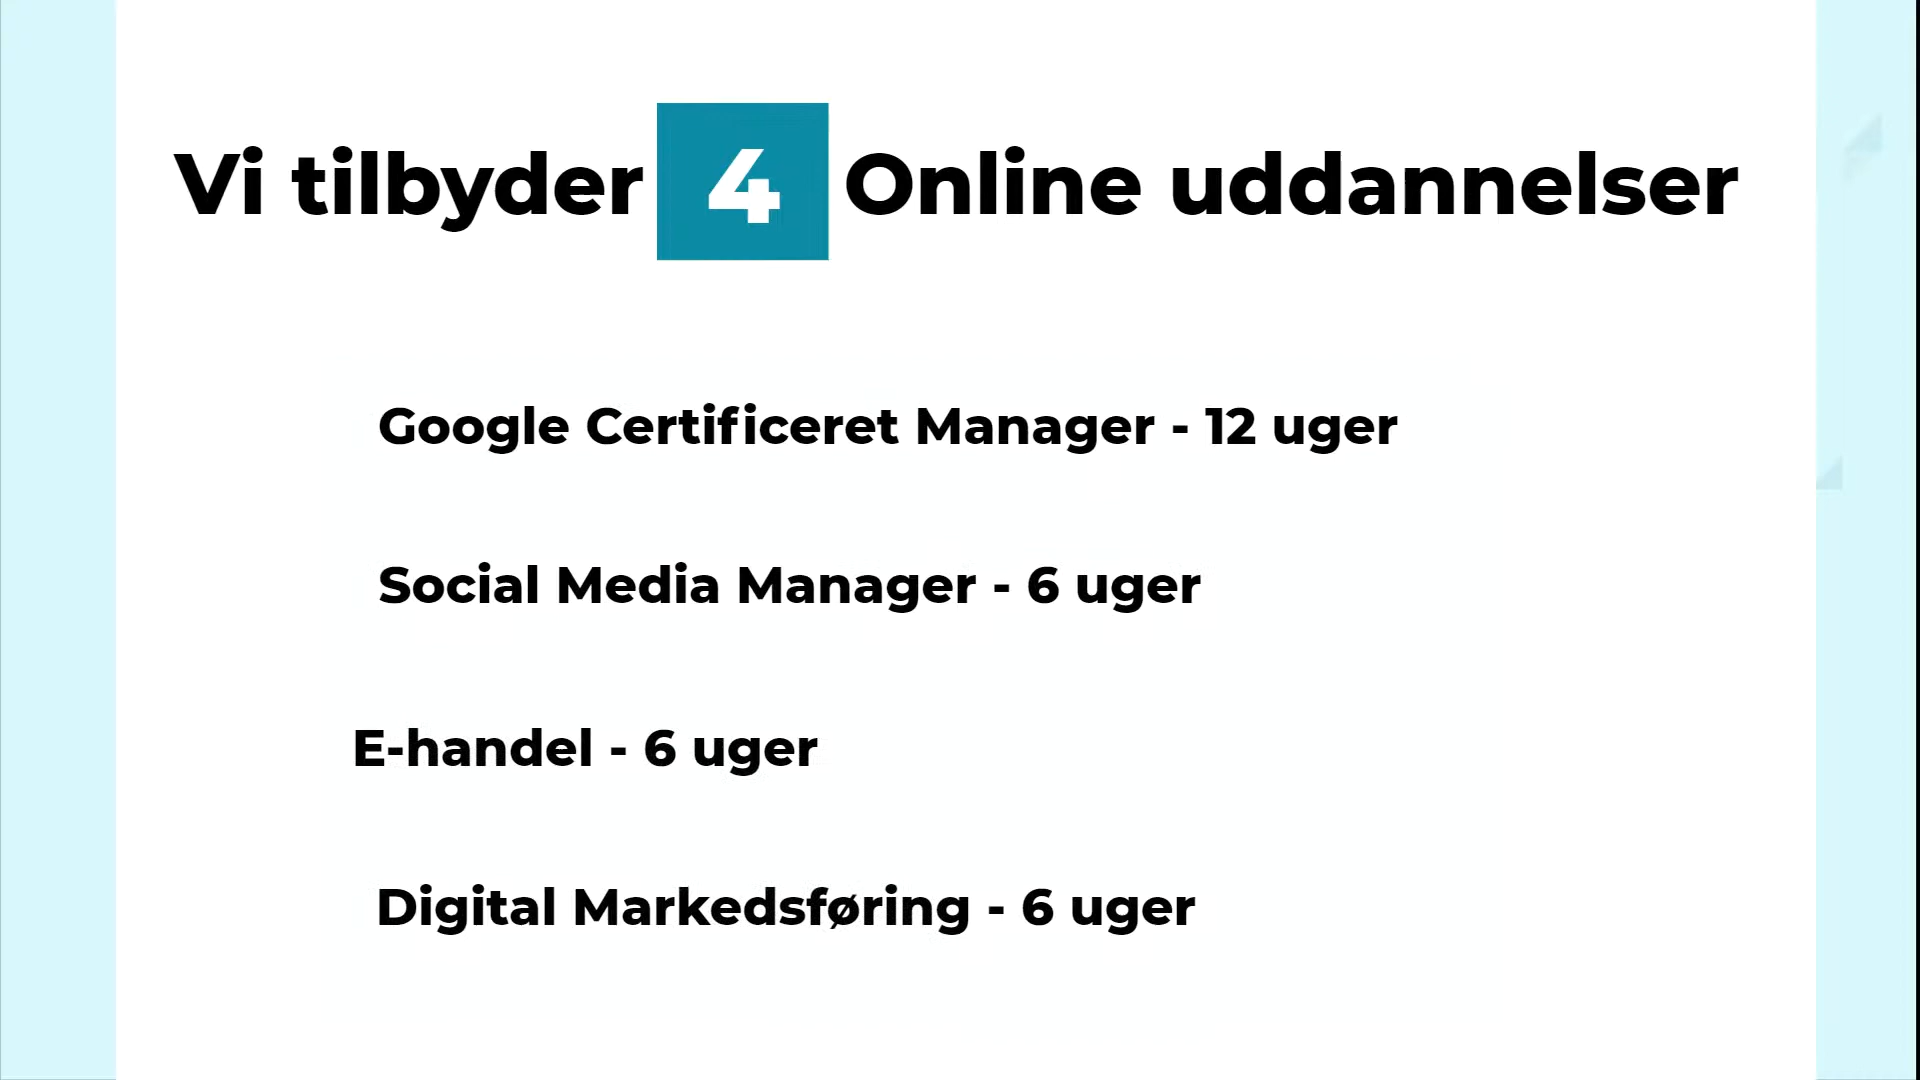 Vi tilbyder 4 Online uddannelser
Google Certificeret Manager - 12 uger
Social Media Manager - 6 uger
E-handel - 6 uger
Digital Markedsføring - 6 uger